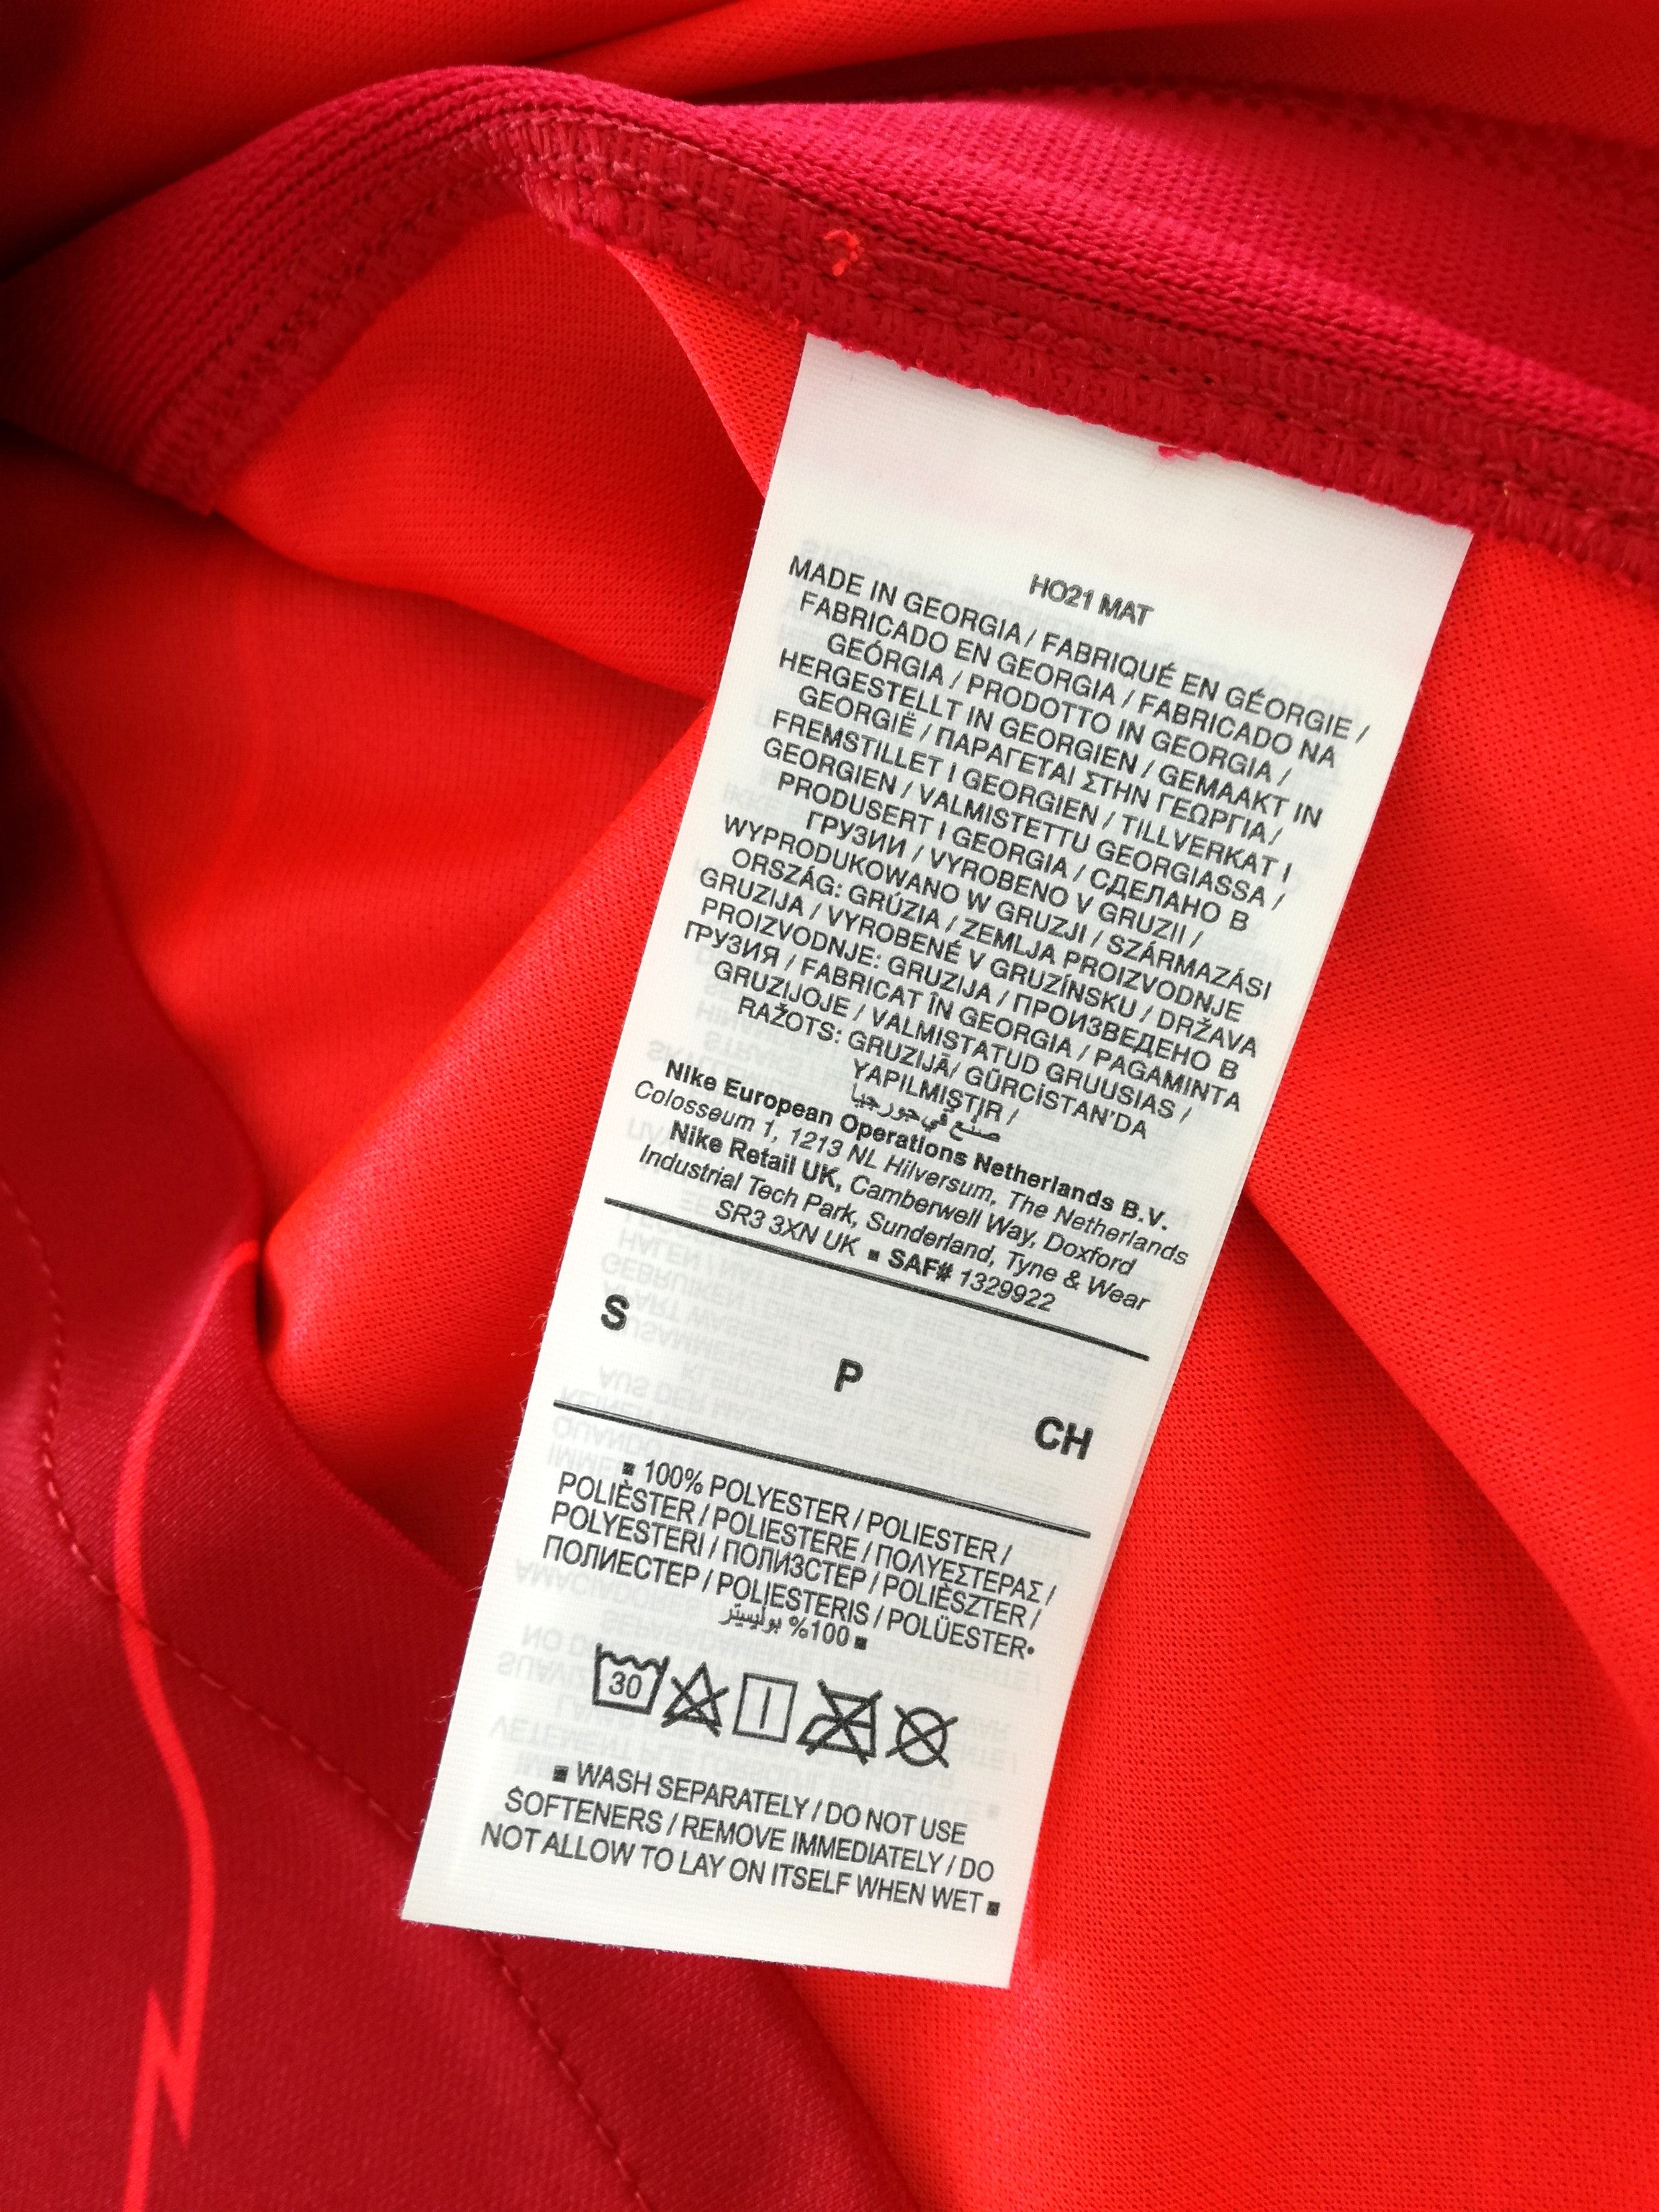 HO21 MAT
MADE IN GEORGIA / FABRIQUÉ EN GÉORGIE /
FABRICADO EN GEORGIA / FABRICADO NA
GEÓRGIA / PRODOTTO IN GEORGIA /
HERGESTELLT IN GEORGIEN / GEMAAKT IN
GEORGIË / ΠΑΡΑΓΕΤΑΙ ΣΤΗΝ ΓΕΩΡΓΙΑ /
FREMSTILLET I GEORGIEN / TILLVERKAT I
GEORGIEN / VALMISTETTU GEORGIASSA /
PRODUSERT I GEORGIA / СДЕЛАНО В
ГРУЗИИ / VYROBENO V GRUZII /
WYPRODUKOWANO W GRUZJI / SZÁRMAZÁSI
ORSZÁG: GRÚZIA / ZEMLJA PROIZVODNJE
GRUZIJA / VYROBENÉ V GRUZÍNSKU / DRŽAVA
PROIZVODNJE: GRUZIJA / ПРОИЗВЕДЕНО В
ГРУЗИЯ / FABRICAT ÎN GEORGIA / PAGAMINTA
GRUZIJOJE / VALMISTATUD GRUUSIAS /
RAŽOTS: GRUZIJĀ/ GÜRCİSTAN'DA
YAPILMIŞTIR /
صنع في جورجيا
Nike European Operations Netherlands B.V.
Colosseum 1, 1213 NL Hilversum, The Netherlands
Nike Retail UK, Camberwell Way, Doxford
Industrial Tech Park, Sunderland, Tyne & Wear
SR3 3XN UK ▪ SAF# 1329922
S P CH
▪ 100% POLYESTER / POLIESTER /
POLIÈSTER / POLIESTERE / ΠΟΛΥΕΣΤΕΡΑΣ /
POLYESTERI / ПОЛИЗСТЕР / POLIÈSZTER /
ПОЛИЕСТЕР / POLIESTERIS / POLÜESTER•
▪ 100% بوليستر
30
▪ WASH SEPARATELY / DO NOT USE
SOFTENERS / REMOVE IMMEDIATELY / DO
NOT ALLOW TO LAY ON ITSELF WHEN WET ▪